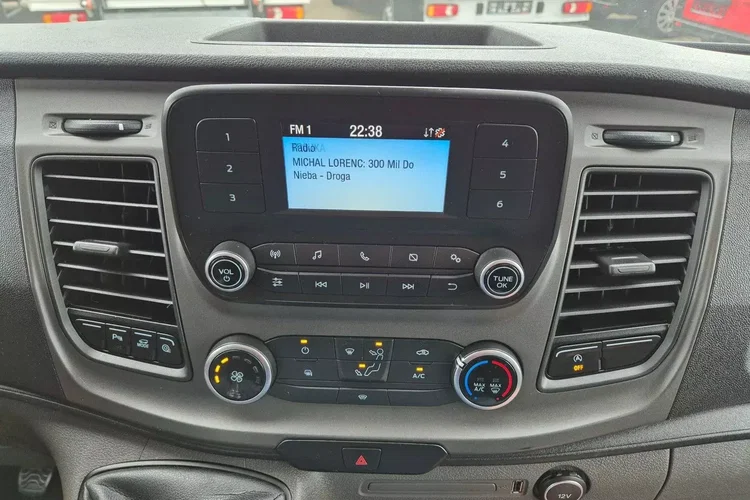 FM 1 22:38
Radio
MICHAL LORENC: 300 Mil Do
Nieba - Droga
1
2
3
4
5
6
VOL
TUNE
OK
A/C
MAX
A/C
MAX
OFF
12V